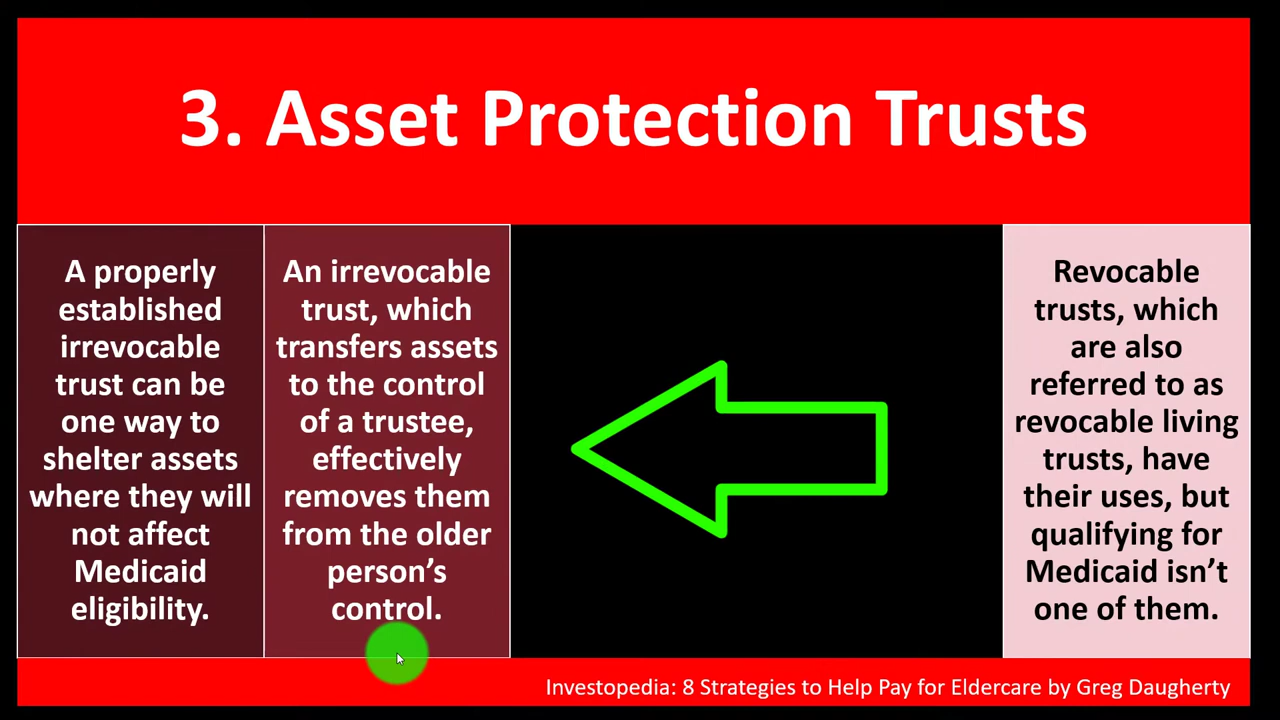 3. Asset Protection Trusts
A properly
established
irrevocable
trust can be
one way to
shelter assets
where they will
not affect
Medicaid
eligibility.
An irrevocable
trust, which
transfers assets
to the control
of a trustee,
effectively
removes them
from the older
person’s
control.
Revocable
trusts, which
are also
referred to as
revocable living
trusts, have
their uses, but
qualifying for
Medicaid isn’t
one of them.
Investopedia: 8 Strategies to Help Pay for Eldercare by Greg Daugherty